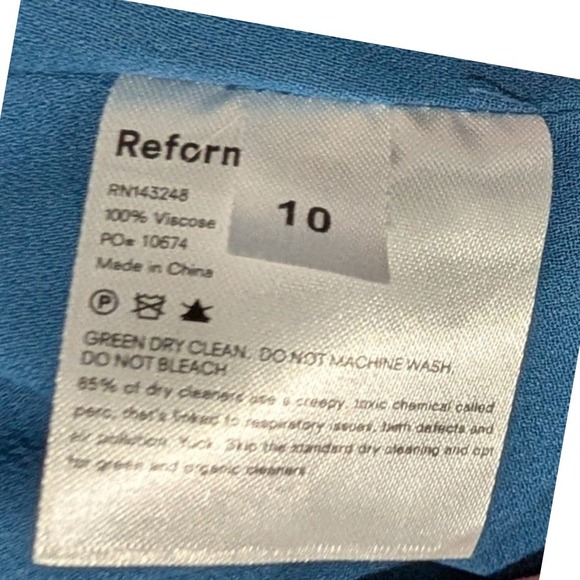 Reforn
10
RN143248
100% Viscose
PO# 10674
Made in China
P
GREEN DRY CLEAN. DO NOT MACHINE WASH
DO NOT BLEACH
85% of dry cleaners use a creepy, toxic chemical called
perc, that's linked to respiratory issues, birth defects and
air pollution. Yuck. Skip the standard dry cleaning and opt
for green and organic cleaners.